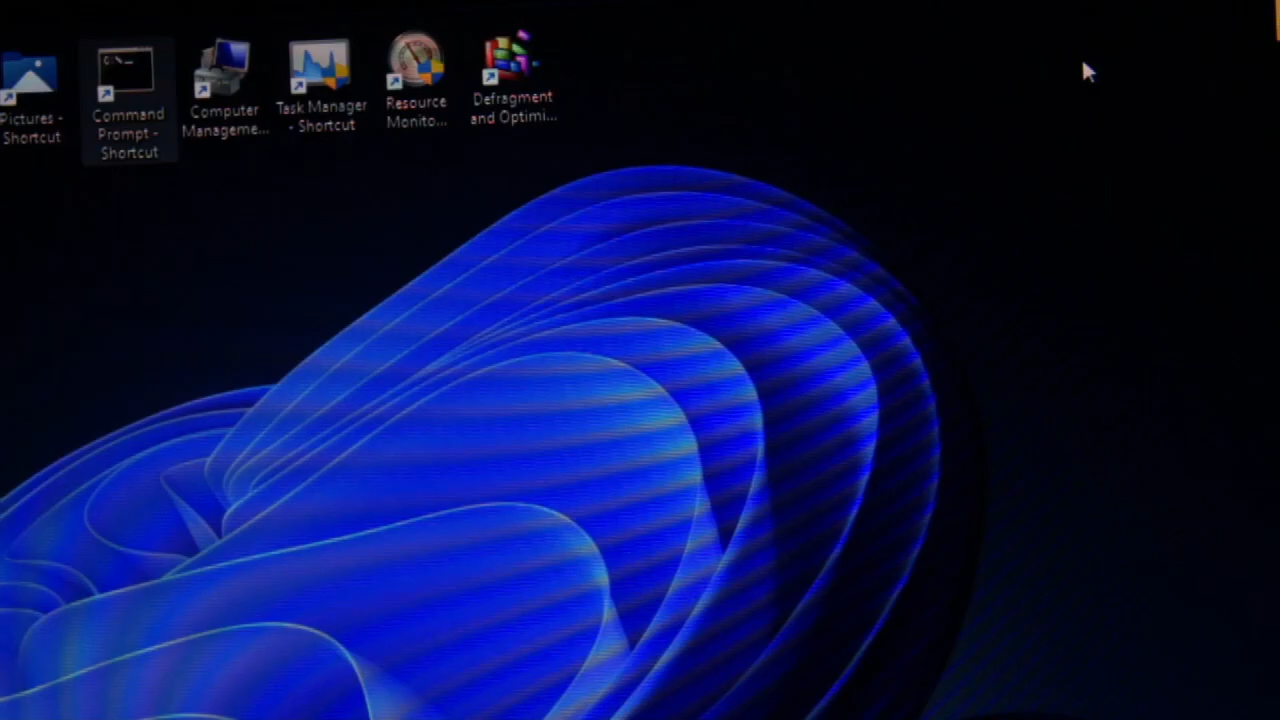 Pictures -
Shortcut
C:\_
Command
Prompt -
Shortcut
Computer
Manageme...
Task Manager
- Shortcut
Resource
Monito...
Defragment
and Optimi...